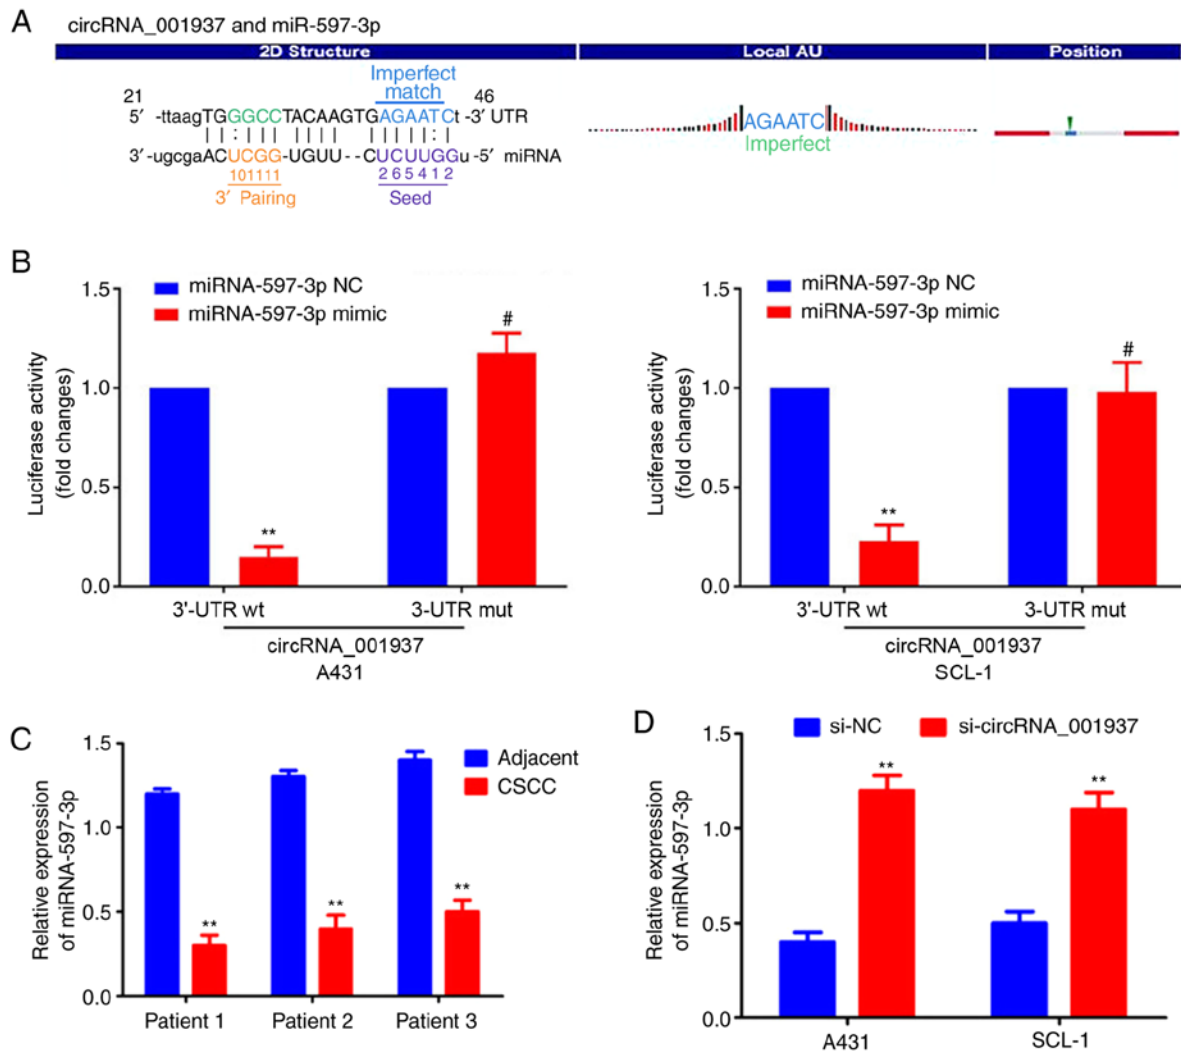 A
circRNA_001937 and miR-597-3p
2D Structure Local AU Position
Imperfect
match
21 46
5′ -ttaagTGGGCCTACAAGTGAGAATCt -3′ UTR
3′-ugcgaACUCGG-UGUU--CUCUUGGu -5′ miRNA
101111 265412
3′ Pairing Seed
AGAATC
Imperfect
B
miRNA-597-3p NC
miRNA-597-3p mimic
Luciferase activity
(fold changes)
1.5
1.0
0.5
0.0
**
#
3'-UTR wt 3-UTR mut
circRNA_001937
A431
miRNA-597-3p NC
miRNA-597-3p mimic
Luciferase activity
(fold changes)
1.5
1.0
0.5
0.0
**
#
3'-UTR wt 3-UTR mut
circRNA_001937
SCL-1
C
Relative expression
of miRNA-597-3p
1.5
1.0
0.5
0.0
Adjacent
CSCC
** ** **
Patient 1 Patient 2 Patient 3
D
si-NC si-circRNA_001937
Relative expression
of miRNA-597-3p
1.5
1.0
0.5
0.0
** **
A431 SCL-1